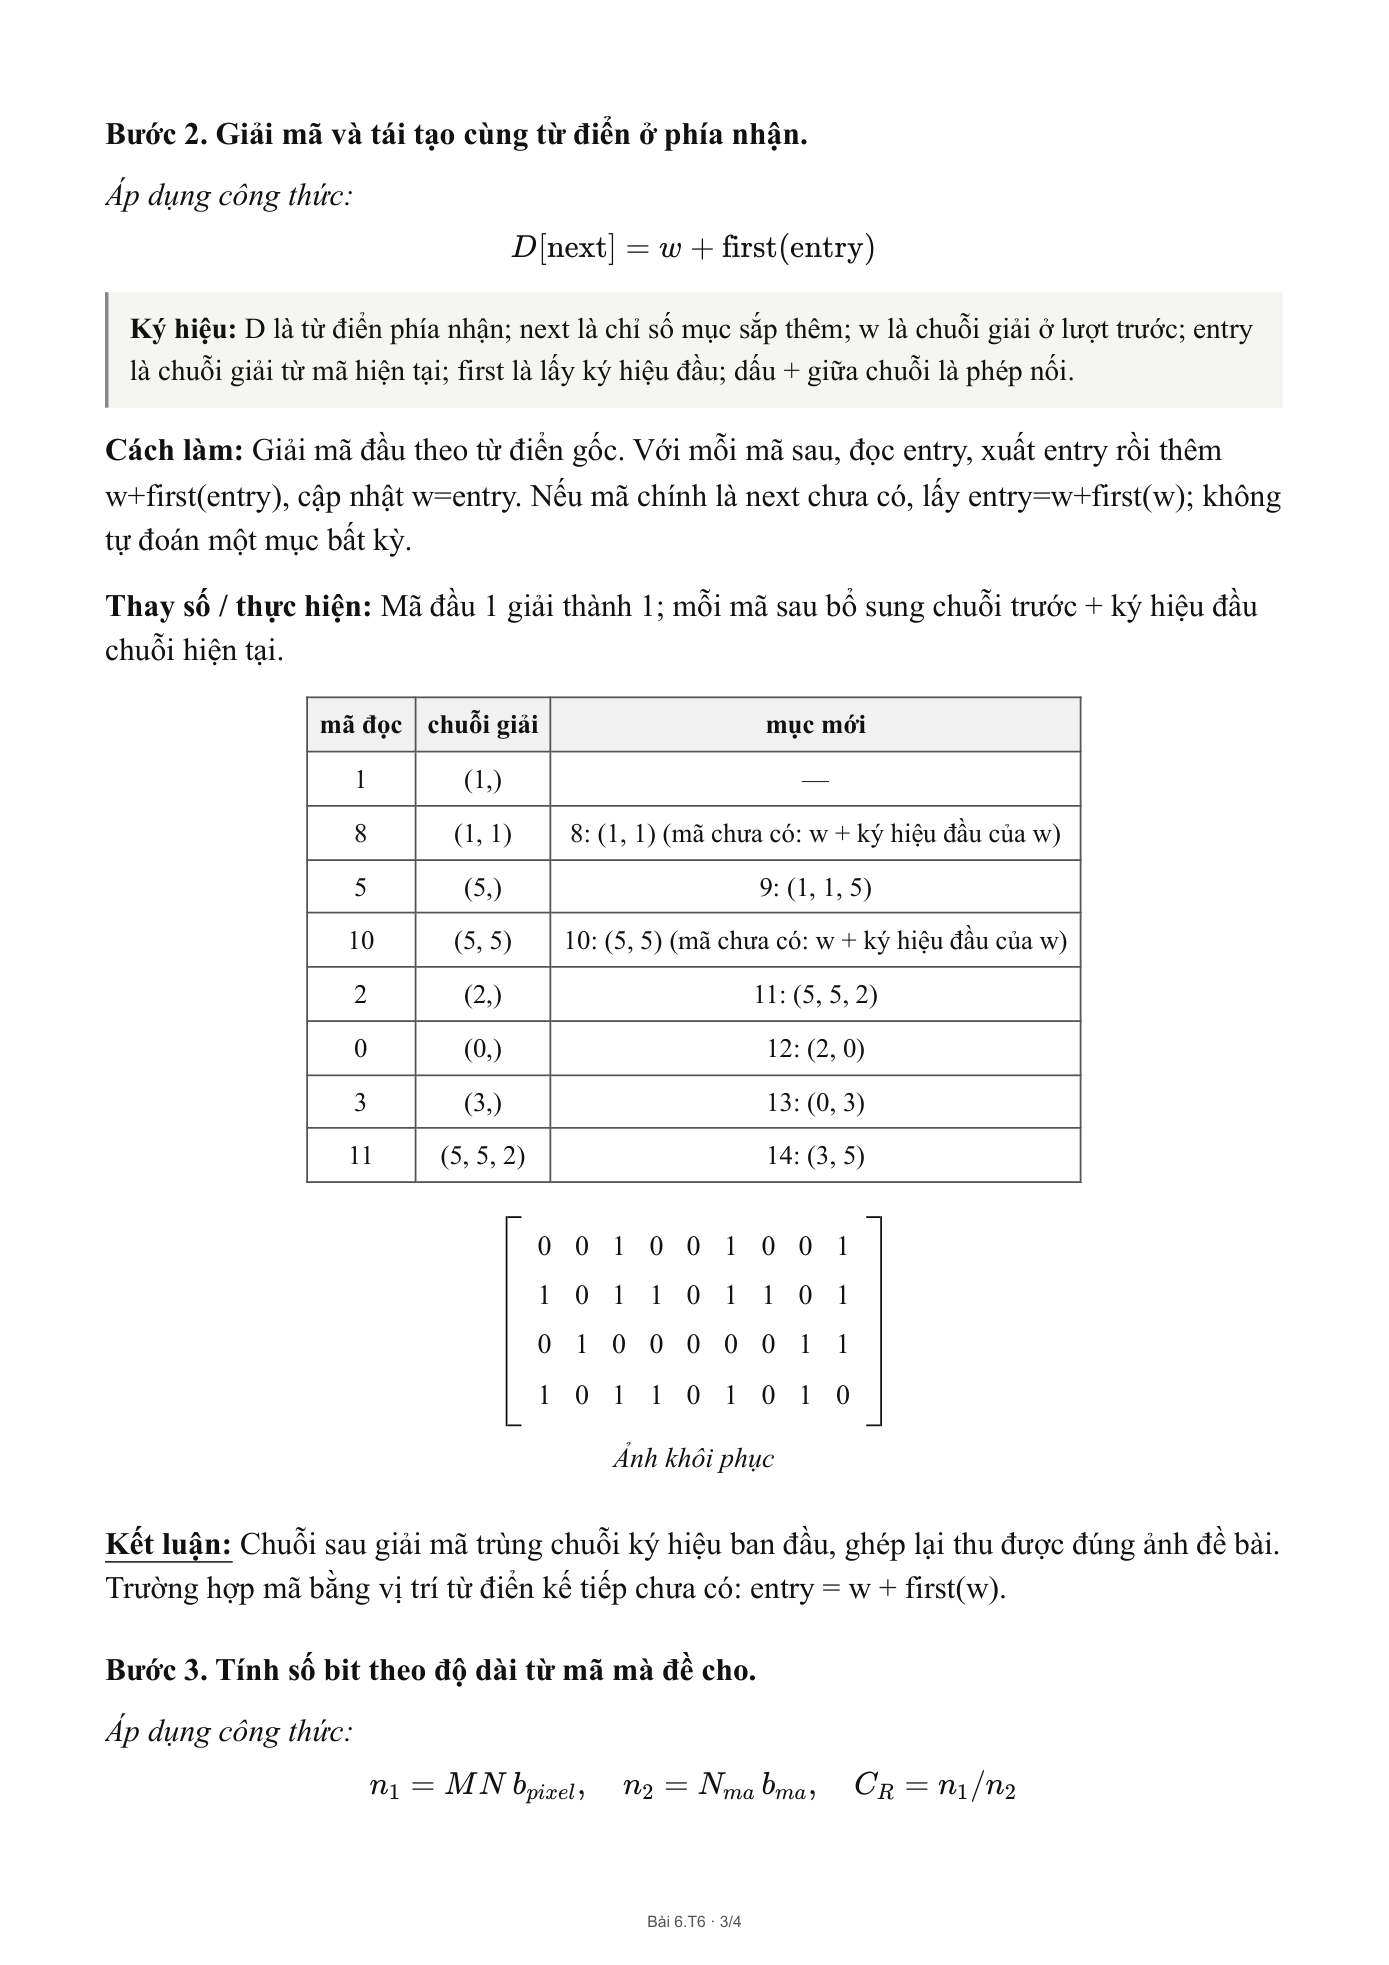 Bước 2. Giải mã và tái tạo cùng từ điển ở phía nhận.
Áp dụng công thức:
D[next] = w + first(entry)
Ký hiệu: D là từ điển phía nhận; next là chỉ số mục sắp thêm; w là chuỗi giải ở lượt trước; entry
là chuỗi giải từ mã hiện tại; first là lấy ký hiệu đầu; dấu + giữa chuỗi là phép nối.
Cách làm: Giải mã đầu theo từ điển gốc. Với mỗi mã sau, đọc entry, xuất entry rồi thêm
w+first(entry), cập nhật w=entry. Nếu mã chính là next chưa có, lấy entry=w+first(w); không
tự đoán một mục bất kỳ.
Thay số / thực hiện: Mã đầu 1 giải thành 1; mỗi mã sau bổ sung chuỗi trước + ký hiệu đầu
chuỗi hiện tại.
mã đọc chuỗi giải mục mới
1 (1,) —
8 (1, 1) 8: (1, 1) (mã chưa có: w + ký hiệu đầu của w)
5 (5,) 9: (1, 1, 5)
10 (5, 5) 10: (5, 5) (mã chưa có: w + ký hiệu đầu của w)
2 (2,) 11: (5, 5, 2)
0 (0,) 12: (2, 0)
3 (3,) 13: (0, 3)
11 (5, 5, 2) 14: (3, 5)
0 0 1 0 0 1 0 0 1
1 0 1 1 0 1 1 0 1
0 1 0 0 0 0 0 1 1
1 0 1 1 0 1 0 1 0
Ảnh khôi phục
Kết luận: Chuỗi sau giải mã trùng chuỗi ký hiệu ban đầu, ghép lại thu được đúng ảnh đề bài.
Trường hợp mã bằng vị trí từ điển kế tiếp chưa có: entry = w + first(w).
Bước 3. Tính số bit theo độ dài từ mã mà đề cho.
Áp dụng công thức:
n₁ = MN b_pixel, n₂ = N_ma b_ma, C_R = n₁/n₂
Bài 6.T6 · 3/4